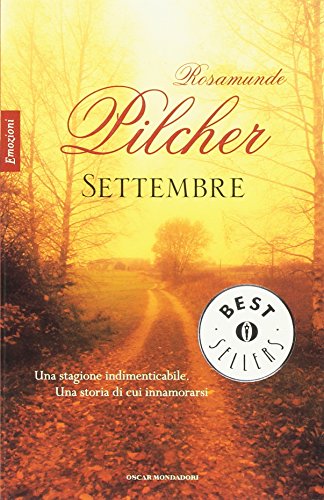 Rosamunde
Pilcher
SETTEMBRE
Emozioni
BEST
SELLERS
Una stagione indimenticabile.
Una storia di cui innamorarsi
OSCAR MONDADORI